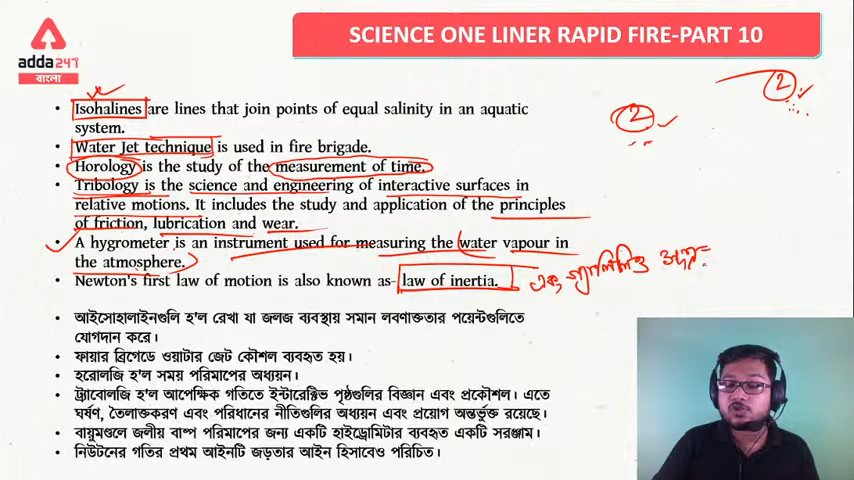 SCIENCE ONE LINER RAPID FIRE-PART 10
adda247
বাংলা
• Isohalines are lines that join points of equal salinity in an aquatic
system.
• Water Jet technique is used in fire brigade.
• Horology is the study of the measurement of time.
• Tribology is the science and engineering of interactive surfaces in
relative motions. It includes the study and application of the principles
of friction, lubrication and wear.
• A hygrometer is an instrument used for measuring the water vapour in
the atmosphere.
• Newton's first law of motion is also known as- law of inertia.
2
2
• আইসোহালাইনগুলি হ'ল রেখা যা জলজ ব্যবস্থায় সমান লবণাক্ততার পয়েন্টগুলিতে
যোগদান করে।
• ফায়ার ব্রিগেডে ওয়াটার জেট কৌশল ব্যবহৃত হয়।
• হরোলজি হ'ল সময় পরিমাপের অধ্যয়ন।
• ট্র্যাবোলজি হ'ল আপেক্ষিক গতিতে ইন্টারেক্টিভ পৃষ্ঠগুলির বিজ্ঞান এবং প্রকৌশল। এতে
ঘর্ষণ, তৈলাক্তকরণ এবং পরিধানের নীতিগুলির অধ্যয়ন এবং প্রয়োগ অন্তর্ভুক্ত রয়েছে।
• বায়ুমণ্ডলে জলীয় বাষ্প পরিমাপের জন্য একটি হাইড্রোমিটার ব্যবহৃত একটি সরঞ্জাম।
• নিউটনের গতির প্রথম আইনটি জড়তার আইন হিসাবেও পরিচিত।